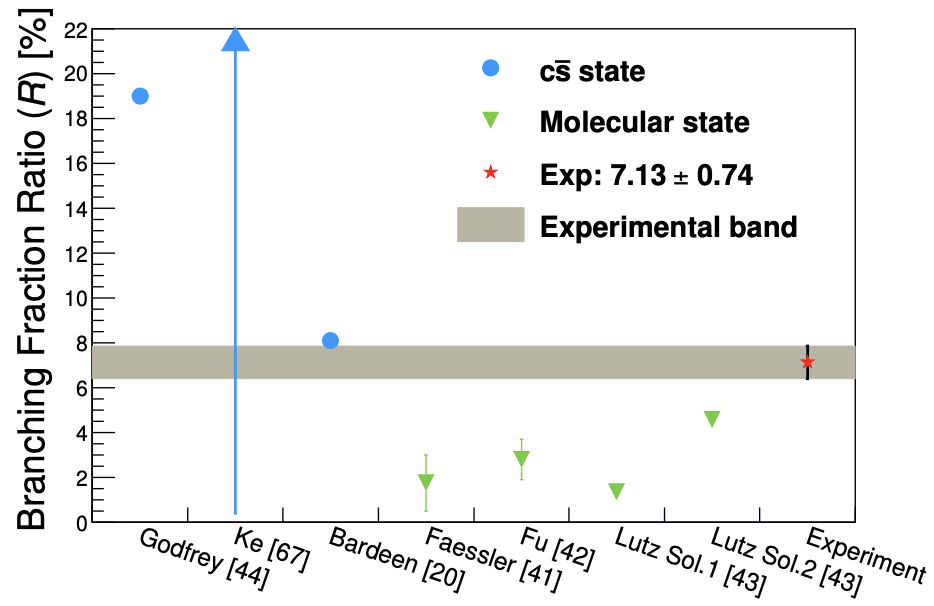 Branching Fraction Ratio (R) [%]
22
20
18
16
14
12
10
8
6
4
2
0
cs̄ state
Molecular state
Exp: 7.13 ± 0.74
Experimental band
Godfrey [44]
Ke [67]
Bardeen [20]
Faessler [41]
Fu [42]
Lutz Sol.1 [43]
Lutz Sol.2 [43]
Experiment